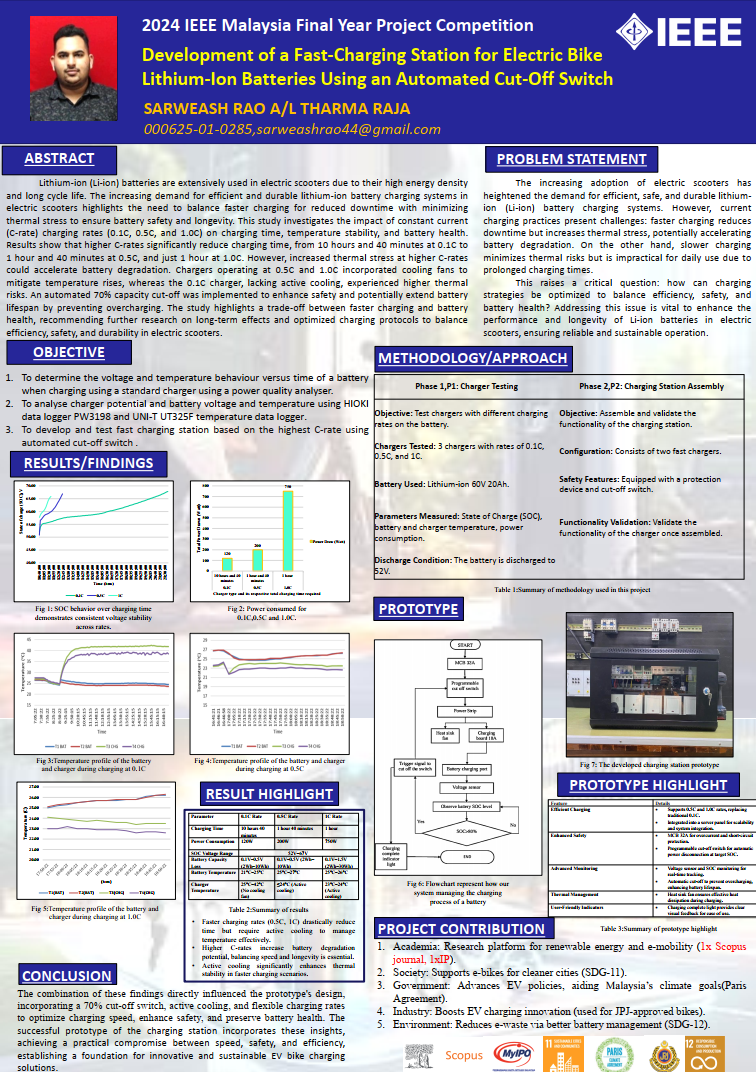 2024 IEEE Malaysia Final Year Project Competition
IEEE
Development of a Fast-Charging Station for Electric Bike
Lithium-Ion Batteries Using an Automated Cut-Off Switch
SARWEASH RAO A/L THARMA RAJA
000625-01-0285,sarweashrao44@gmail.com
ABSTRACT
Lithium-ion (Li-ion) batteries are extensively used in electric scooters due to their high energy density
and long cycle life. The increasing demand for efficient and durable lithium-ion battery charging systems in
electric scooters highlights the need to balance faster charging for reduced downtime with minimizing
thermal stress to ensure battery safety and longevity. This study investigates the impact of constant current
(C-rate) charging rates (0.1C, 0.5C, and 1.0C) on charging time, temperature stability, and battery health.
Results show that higher C-rates significantly reduce charging time, from 10 hours and 40 minutes at 0.1C to
1 hour and 40 minutes at 0.5C, and just 1 hour at 1.0C. However, increased thermal stress at higher C-rates
could accelerate battery degradation. Chargers operating at 0.5C and 1.0C incorporated cooling fans to
mitigate temperature rises, whereas the 0.1C charger, lacking active cooling, experienced higher thermal
risks. An automated 70% capacity cut-off was implemented to enhance safety and potentially extend battery
lifespan by preventing overcharging. The study highlights a trade-off between faster charging and battery
health, recommending further research on long-term effects and optimized charging protocols to balance
efficiency, safety, and durability in electric scooters.
PROBLEM STATEMENT
The increasing adoption of electric scooters has
heightened the demand for efficient, safe, and durable lithium-
ion (Li-ion) battery charging systems. However, current
charging practices present challenges: faster charging reduces
downtime but increases thermal stress, potentially accelerating
battery degradation. On the other hand, slower charging
minimizes thermal risks but is impractical for daily use due to
prolonged charging times.
This raises a critical question: how can charging
strategies be optimized to balance efficiency, safety, and
battery health? Addressing this issue is vital to enhance the
performance and longevity of Li-ion batteries in electric
scooters, ensuring reliable and sustainable operation.
OBJECTIVE
1. To determine the voltage and temperature behaviour versus time of a battery
when charging using a standard charger using a power quality analyser.
2. To analyse charger potential and battery voltage and temperature using HIOKI
data logger PW3198 and UNI-T UT325F temperature data logger.
3. To develop and test fast charging station based on the highest C-rate using
automated cut-off switch .
METHODOLOGY/APPROACH
Phase 1,P1: Charger Testing
Phase 2,P2: Charging Station Assembly
Objective: Test chargers with different charging
rates on the battery.
Objective: Assemble and validate the
functionality of the charging station.
Chargers Tested: 3 chargers with rates of 0.1C,
0.5C, and 1C.
Configuration: Consists of two fast chargers.
Battery Used: Lithium-ion 60V 20Ah.
Safety Features: Equipped with a protection
device and cut-off switch.
Parameters Measured: State of Charge (SOC),
battery and charger temperature, power
consumption.
Functionality Validation: Validate the
functionality of the charger once assembled.
Discharge Condition: The battery is discharged to
52V.
Table 1:Summary of methodology used in this project
RESULTS/FINDINGS
Time (hms)
0.1C 0.5C 1C
Fig 1: SOC behavior over charging time
demonstrates consistent voltage stability
across rates.
120
200
750
Charger type and its respective total charging time required
Fig 2: Power consumed for
0.1C,0.5C and 1.0C.
Temperature (°C)
Time
T1 BAT T2 BAT T3 CHG T4 CHG
Fig 3:Temperature profile of the battery
and charger during charging at 0.1C
Temperature (°C)
T1 BAT T2 BAT T3 CHG T4 CHG
Fig 4:Temperature profile of the battery and charger
during charging at 0.5C
Fig 5:Temperature profile of the battery and
charger during charging at 1.0C
RESULT HIGHLIGHT
Parameter 0.1C Rate 0.5C Rate 1C Rate
Charging Time 10 hours 40 minutes 1 hour 40 minutes 1 hour
Power Consumption 120W 200W 750W
SOC Voltage Range 52V–67V
Battery Temperature 21°C–25°C 25°C–27°C 25°C–26°C
Table 2:Summary of results
• Faster charging rates (0.5C, 1C) drastically reduce
time but require active cooling to manage
temperature effectively.
• Higher C-rates increase battery degradation
potential, balancing speed and longevity is essential.
• Active cooling significantly enhances thermal
stability in faster charging scenarios.
CONCLUSION
The combination of these findings directly influenced the prototype's design,
incorporating a 70% cut-off switch, active cooling, and flexible charging rates
to optimize charging speed, enhance safety, and preserve battery health. The
successful prototype of the charging station incorporates these insights,
achieving a practical compromise between speed, safety, and efficiency,
establishing a foundation for innovative and sustainable EV bike charging
solutions.
PROTOTYPE
START
MCB 32A
Programmable
cut off switch
Power Strip
Heat sink
fan
Charging
board 10A
Trigger signal to
cut off the switch
Battery charging port
Voltage sensor
Observe battery SOC level
Yes
No
SOC>80%
Charging
complete
indicator
light
END
Fig 6: Flowchart represent how our
system managing the charging
process of a battery
Fig 7: The developed charging station prototype
PROTOTYPE HIGHLIGHT
Feature Details
Efficient Charging
• Supports 0.5C and 1.0C rates, replacing
traditional 0.1C.
• Integrated into a server panel for scalability
and system integration.
Enhanced Safety
• MCB 32A for overcurrent and short-circuit
protection.
• Programmable cut-off switch for automatic
power disconnection at target SOC.
Advanced Monitoring
• Voltage sensor and SOC monitoring for
real-time tracking.
• Automatic cut-off to prevent overcharging,
enhancing battery lifespan.
Thermal Management
• Heat sink fan ensures effective heat
dissipation during charging.
User-Friendly Indicators
• Charging complete light provides clear
visual feedback for ease of use.
Table 3:Summary of prototype highlight
PROJECT CONTRIBUTION
1. Academia: Research platform for renewable energy and e-mobility (1x Scopus
journal, 1xIP).
2. Society: Supports e-bikes for cleaner cities (SDG-11).
3. Government: Advances EV policies, aiding Malaysia's climate goals(Paris
Agreement).
4. Industry: Boosts EV charging innovation (used for JPJ-approved bikes).
5. Environment: Reduces e-waste via better battery management (SDG-12).
Scopus
MyIPO
11
PARIS
12